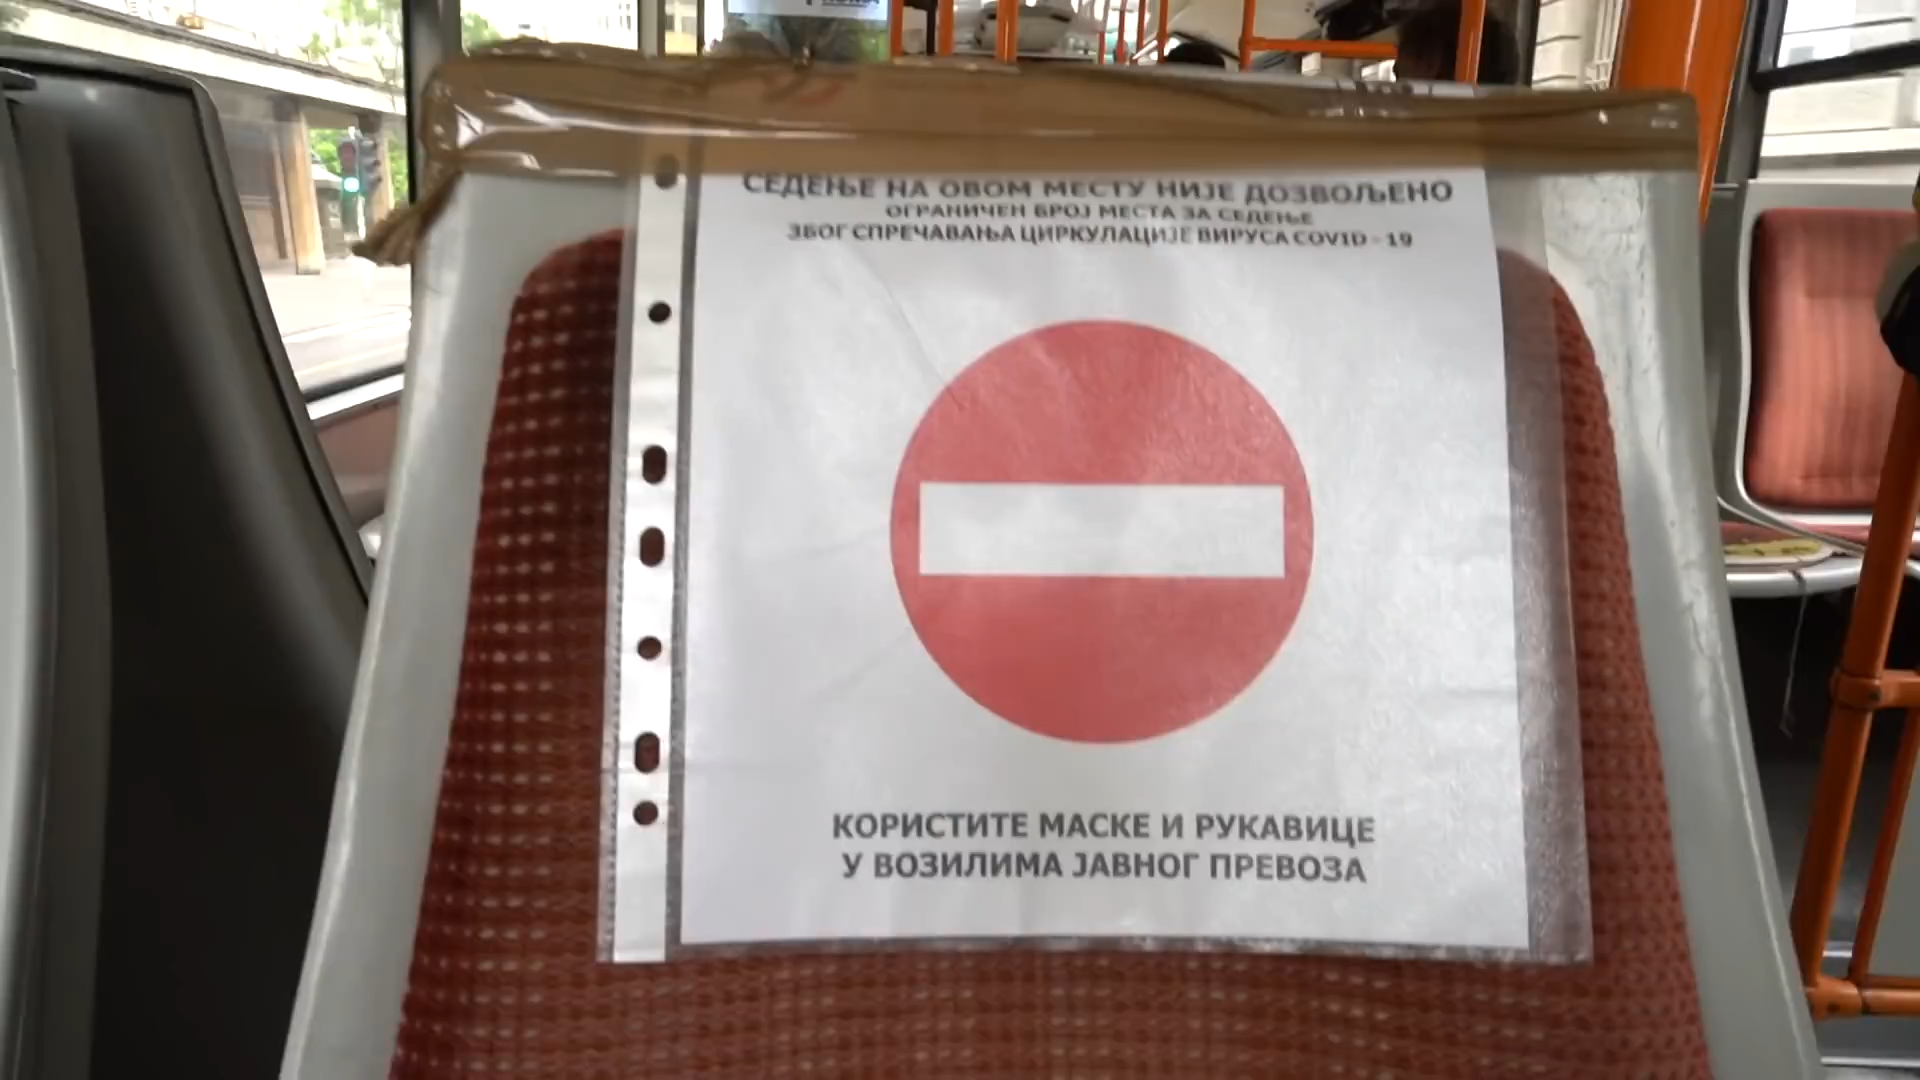 СЕДЕЊЕ НА ОВОМ МЕСТУ НИЈЕ ДОЗВОЉЕНО
ОГРАНИЧЕН БРОЈ МЕСТА ЗА СЕДЕЊЕ
ЗБОГ СПРЕЧАВАЊА ЦИРКУЛАЦИЈЕ ВИРУСА COVID - 19
КОРИСТИТЕ МАСКЕ И РУКАВИЦЕ
У ВОЗИЛИМА ЈАВНОГ ПРЕВОЗА